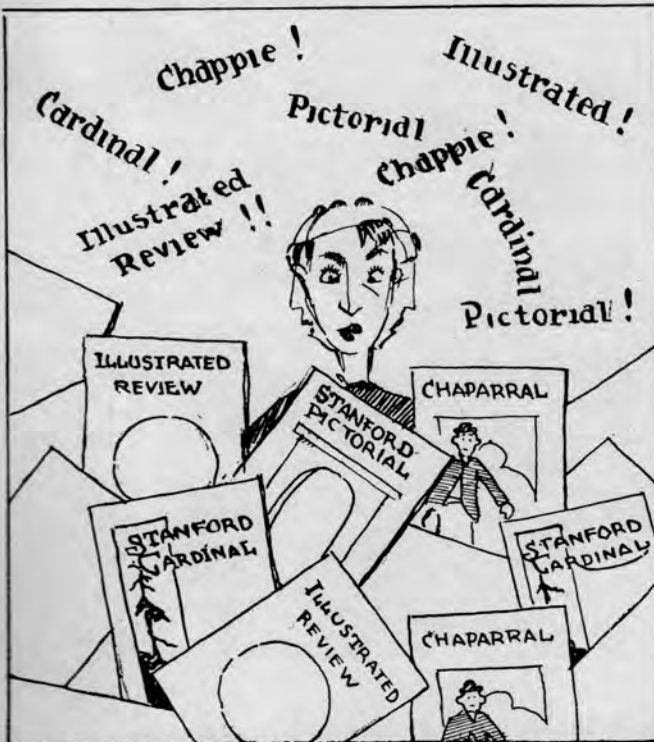 Chappie!
Illustrated!
Cardinal!
Pictorial
Chappie!
Illustrated
Review!!
Cardinal
Pictorial!
ILLUSTRATED
REVIEW
STANFORD
PICTORIAL
CHAPARRAL
STANFORD
CARDINAL
STANFORD
CARDINAL
ILLUSTRATED
REVIEW
CHAPARRAL